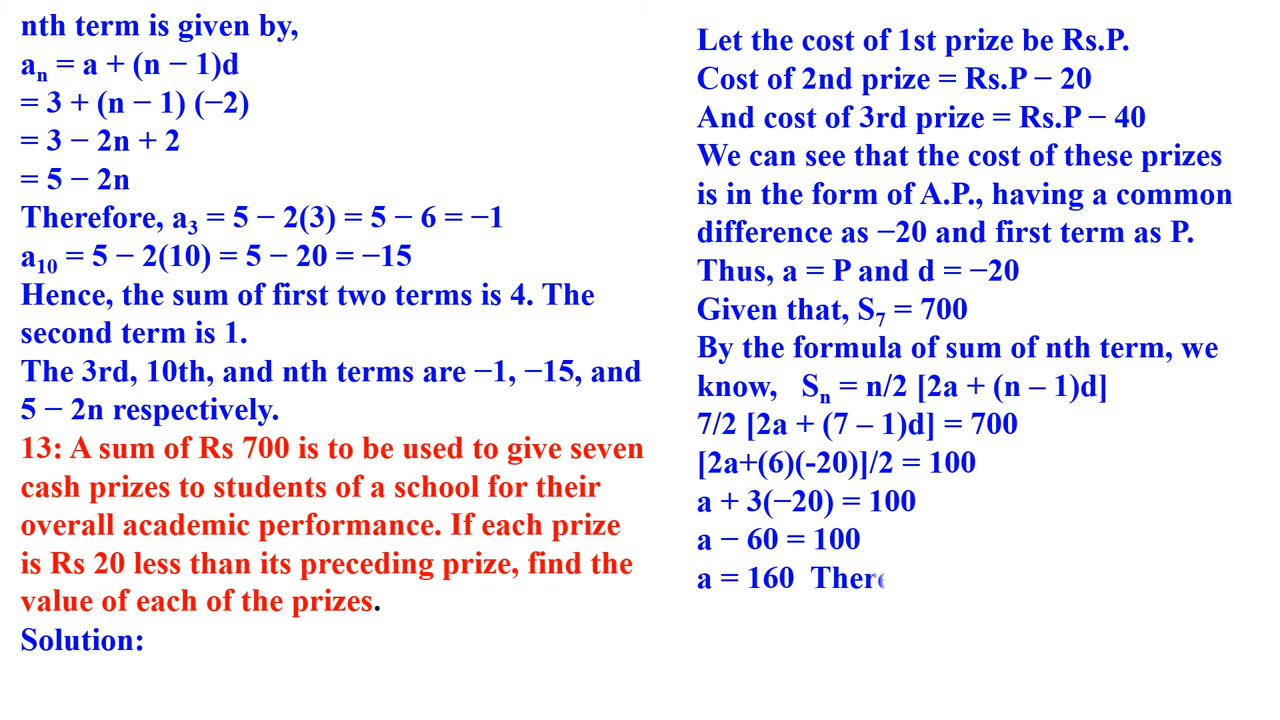 nth term is given by,
aₙ = a + (n − 1)d
= 3 + (n − 1) (−2)
= 3 − 2n + 2
= 5 − 2n
Therefore, a₃ = 5 − 2(3) = 5 − 6 = −1
a₁₀ = 5 − 2(10) = 5 − 20 = −15
Hence, the sum of first two terms is 4. The
second term is 1.
The 3rd, 10th, and nth terms are −1, −15, and
5 − 2n respectively.
13: A sum of Rs 700 is to be used to give seven
cash prizes to students of a school for their
overall academic performance. If each prize
is Rs 20 less than its preceding prize, find the
value of each of the prizes.
Solution:
Let the cost of 1st prize be Rs.P.
Cost of 2nd prize = Rs.P − 20
And cost of 3rd prize = Rs.P − 40
We can see that the cost of these prizes
is in the form of A.P., having a common
difference as −20 and first term as P.
Thus, a = P and d = −20
Given that, S₇ = 700
By the formula of sum of nth term, we
know, Sₙ = n/2 [2a + (n – 1)d]
7/2 [2a + (7 – 1)d] = 700
[2a+(6)(-20)]/2 = 100
a + 3(−20) = 100
a − 60 = 100
a = 160 There